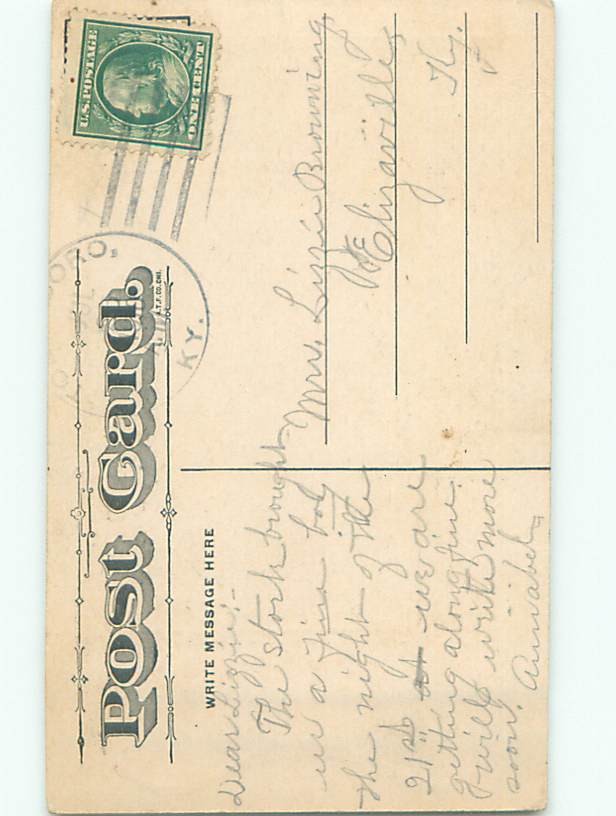 U.S. POSTAGE
ONE CENT
ORO,
KY.
Post Card.
A.T.F. CO. CHI.
WRITE MESSAGE HERE
Dear Lizzie:-
The stork brought
us a fine boy
the night of the
21st we are
getting along fine.
I will write more
soon. Annabel
Mrs. Lizzie Browning
Elizaville
Ky.